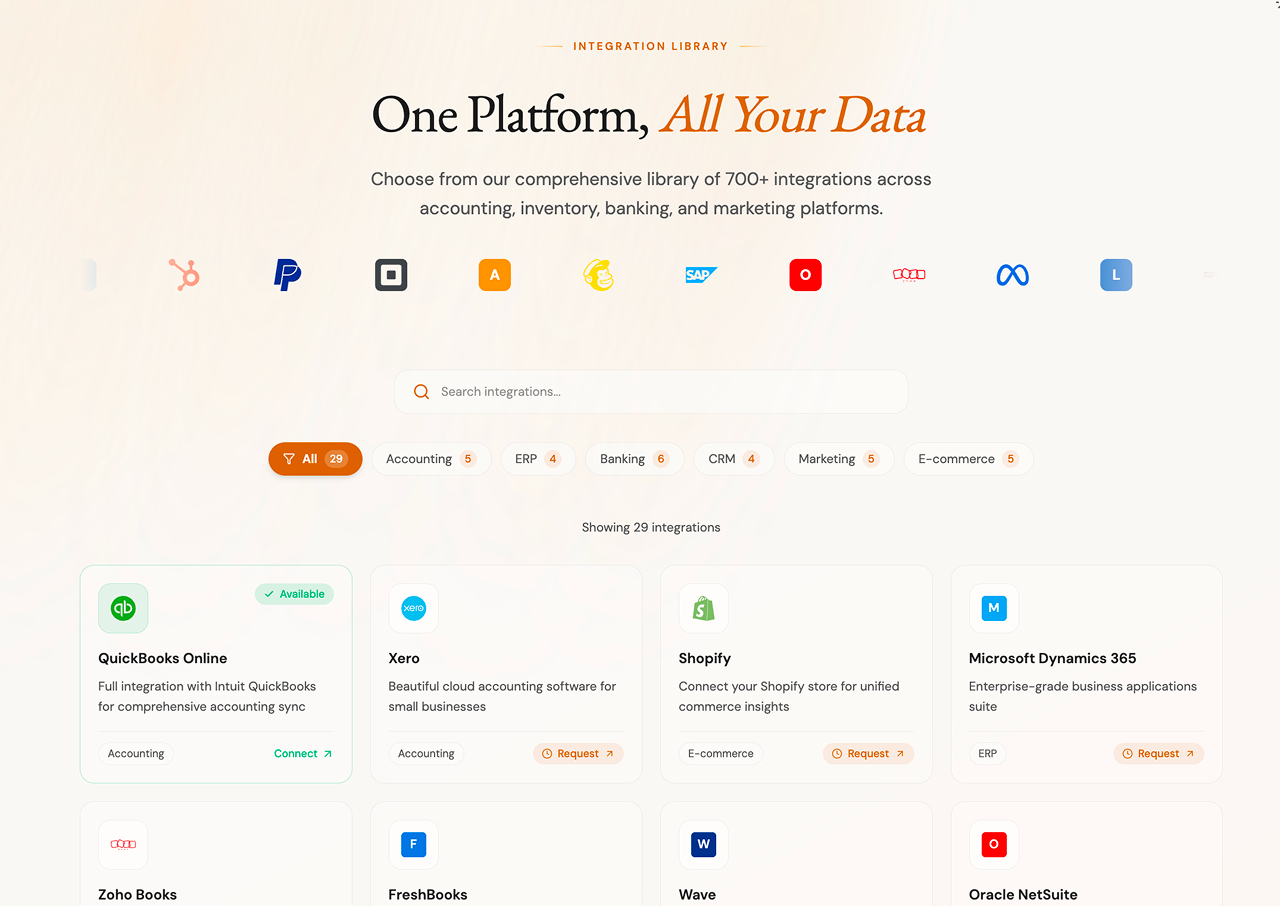 INTEGRATION LIBRARY
One Platform, All Your Data
Choose from our comprehensive library of 700+ integrations across
accounting, inventory, banking, and marketing platforms.
A SAP O L
Search integrations...
All 29 Accounting 5 ERP 4 Banking 6 CRM 4 Marketing 5 E-commerce 5
Showing 29 integrations
qb Available
QuickBooks Online
Full integration with Intuit QuickBooks
for comprehensive accounting sync
Accounting Connect
xero
Xero
Beautiful cloud accounting software for
small businesses
Accounting Request
Shopify
Connect your Shopify store for unified
commerce insights
E-commerce Request
M
Microsoft Dynamics 365
Enterprise-grade business applications
suite
ERP Request
Zoho Books
F
FreshBooks
W
Wave
O
Oracle NetSuite